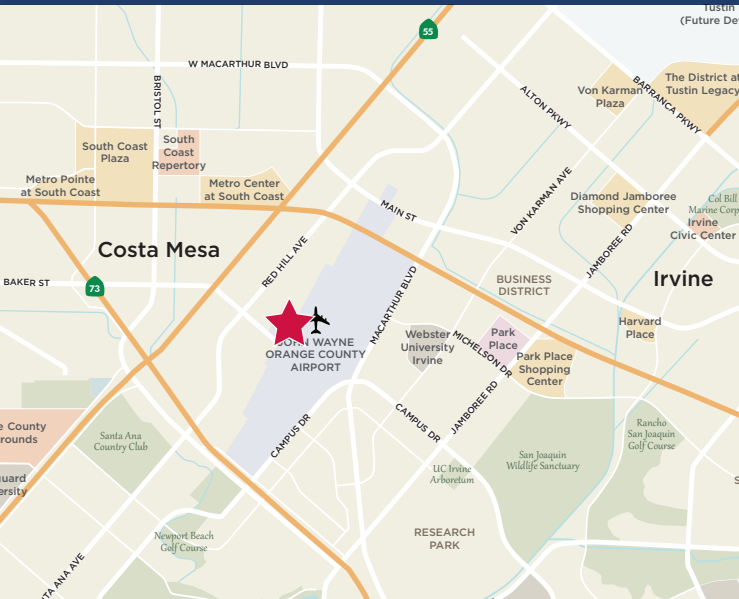 Tustin
(Future De
55
W MACARTHUR BLVD
BRISTOL ST
The District at
Tustin Legacy
Von Karman
Plaza
BARRANCA PKWY
ALTON PKWY
South Coast
Plaza
South
Coast
Repertory
Metro Pointe
at South Coast
Metro Center
at South Coast
VON KARMAN AVE
Diamond Jamboree
Shopping Center
Col Bill
Marine Corp
Irvine
Civic Center
MAIN ST
JAMBOREE RD
Costa Mesa
RED HILL AVE
BAKER ST
73
BUSINESS
DISTRICT
Irvine
MACARTHUR BLVD
JOHN WAYNE
ORANGE COUNTY
AIRPORT
Webster
University
Irvine
MICHELSON DR
Park
Place
Park Place
Shopping
Center
Harvard
Place
JAMBOREE RD
CAMPUS DR
CAMPUS DR
e County
rounds
Santa Ana
Country Club
Rancho
San Joaquin
Golf Course
San Joaquin
Wildlife Sanctuary
UC Irvine
Arboretum
guard
ersity
S
Newport Beach
Golf Course
RESEARCH
PARK
TA ANA AVE